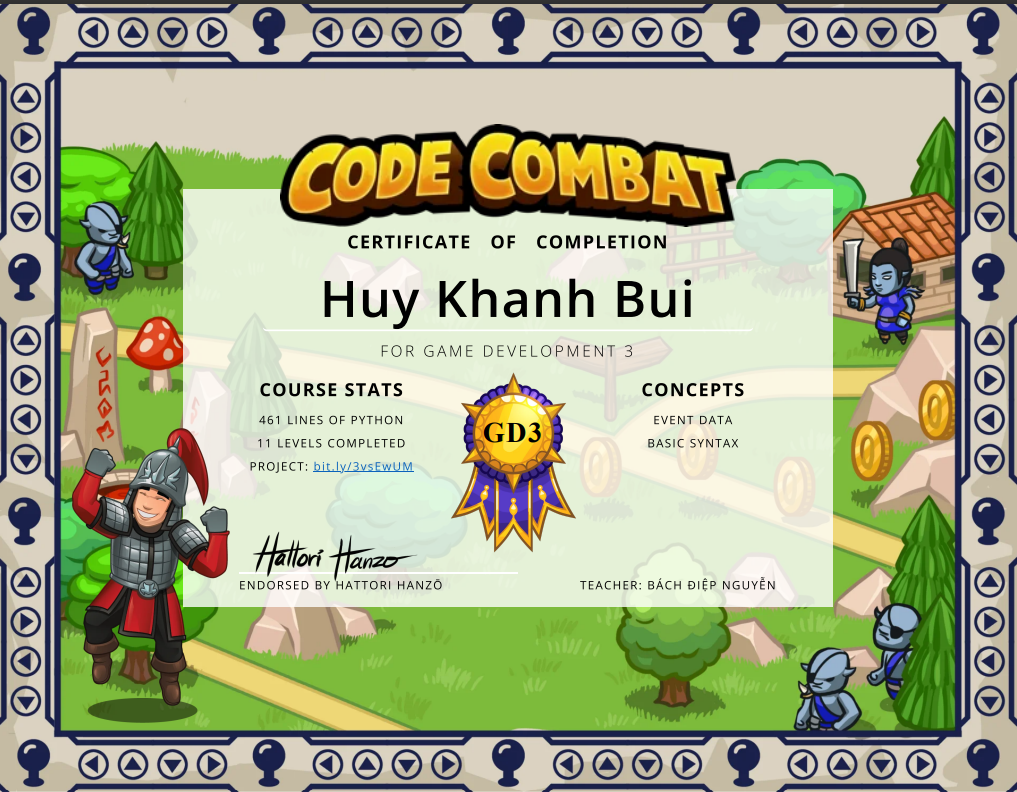 CODE COMBAT
CERTIFICATE OF COMPLETION
Huy Khanh Bui
FOR GAME DEVELOPMENT 3
COURSE STATS
461 LINES OF PYTHON
11 LEVELS COMPLETED
PROJECT: bit.ly/3vsEwUM
GD3
CONCEPTS
EVENT DATA
BASIC SYNTAX
Hattori Hanzo
ENDORSED BY HATTORI HANZŌ
TEACHER: BÁCH ĐIỆP NGUYỄN